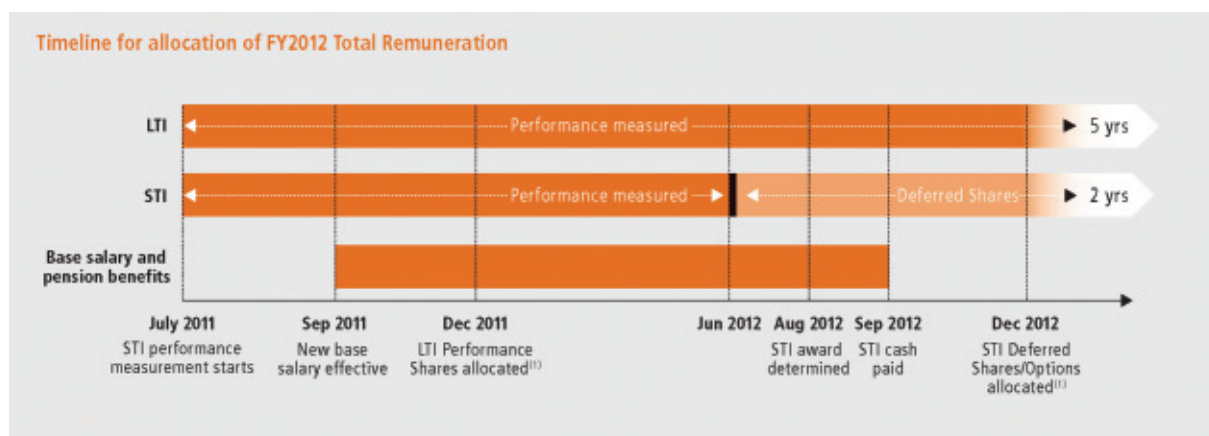 Timeline for allocation of FY2012 Total Remuneration
LTI
Performance measured
5 yrs
STI
Performance measured
Deferred Shares
2 yrs
Base salary and
pension benefits
July 2011
STI performance
measurement starts
Sep 2011
New base
salary effective
Dec 2011
LTI Performance
Shares allocated(1)
Jun 2012
Aug 2012
STI award
determined
Sep 2012
STI cash
paid
Dec 2012
STI Deferred
Shares/Options
allocated(1)